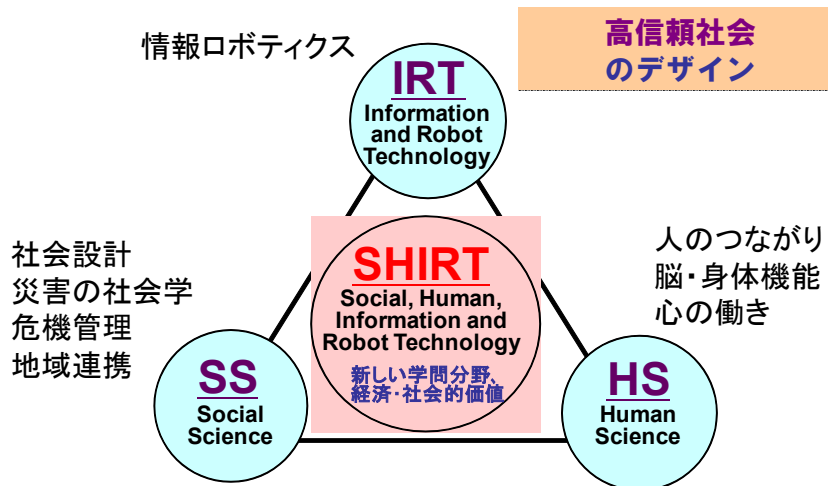 情報ロボティクス
高信頼社会
のデザイン
IRT
Information
and Robot
Technology
社会設計
災害の社会学
危機管理
地域連携
SHIRT
Social, Human,
Information and
Robot Technology
新しい学問分野、
経済・社会的価値
人のつながり
脳・身体機能
心の働き
SS
Social
Science
HS
Human
Science